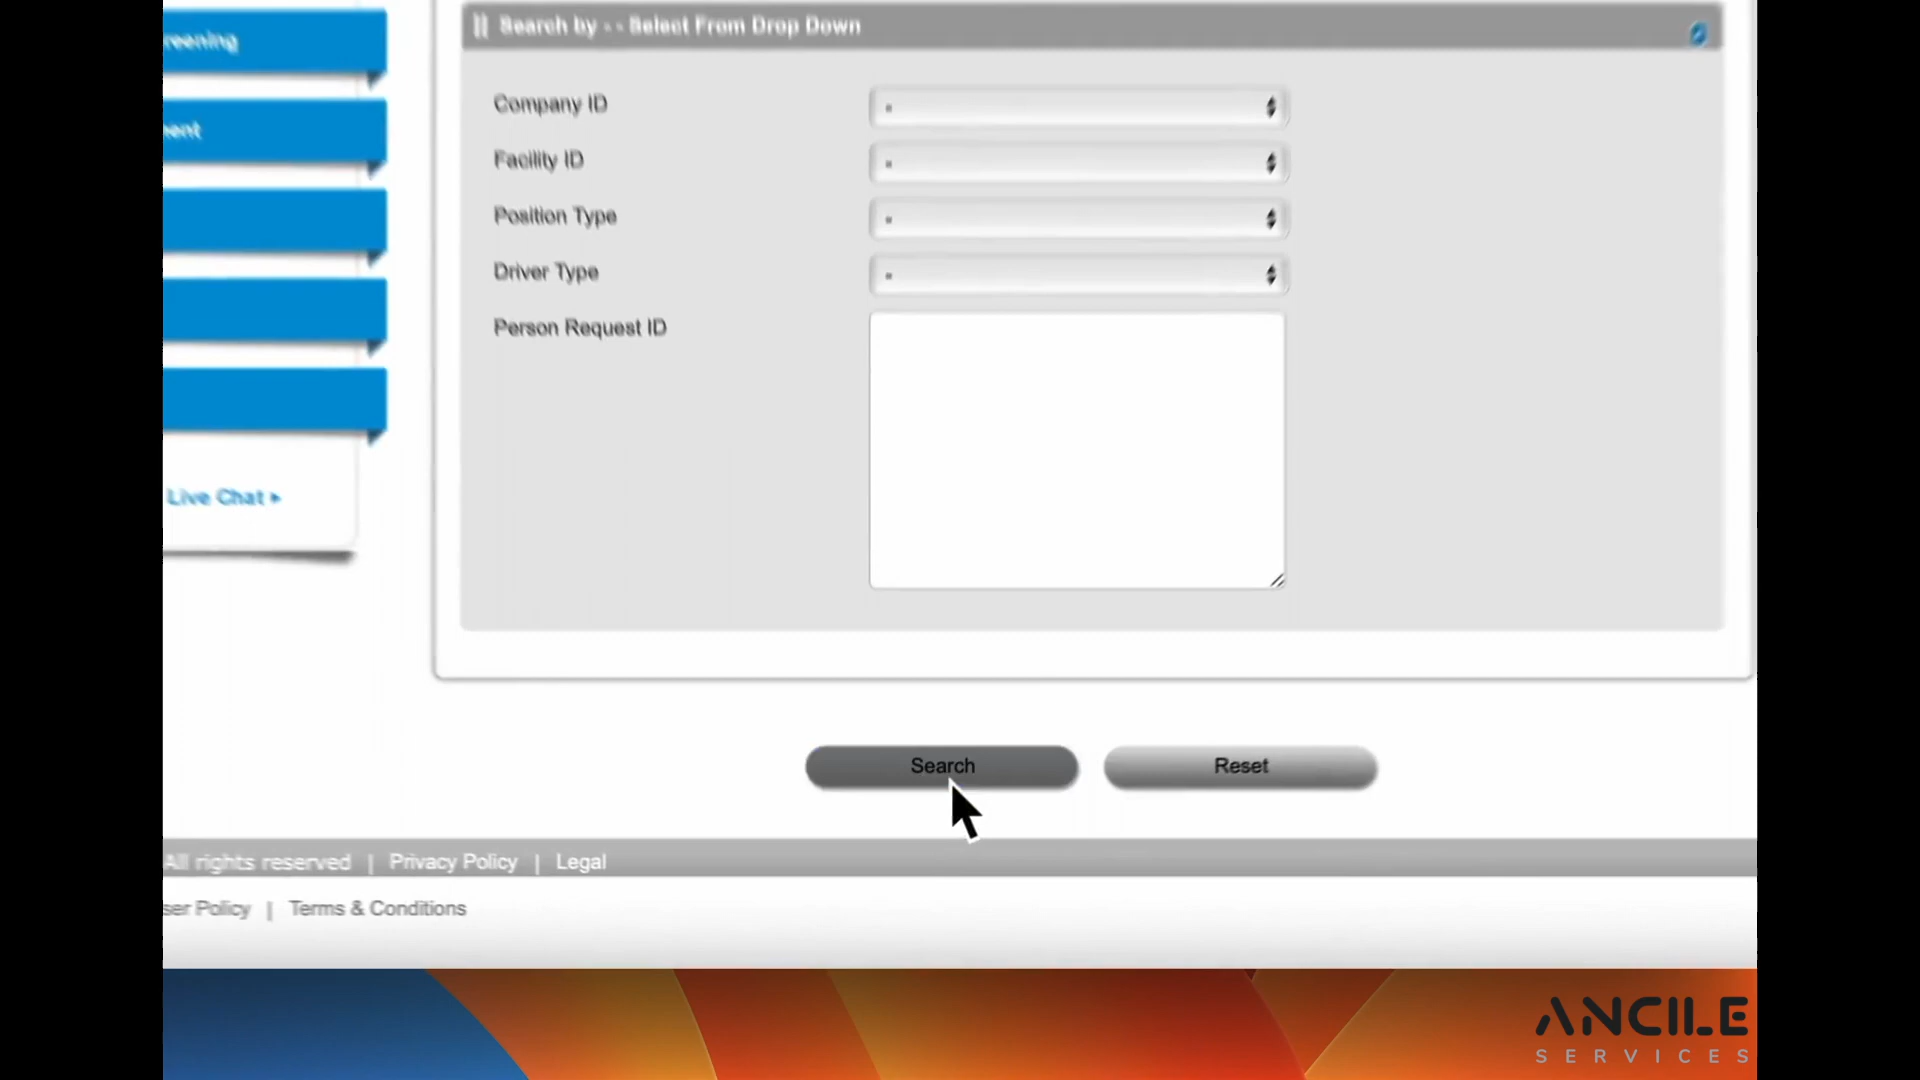 reening
Search by - - Select From Drop Down
Company ID
ment
Facility ID
Position Type
Driver Type
Person Request ID
Live Chat
Search
Reset
All rights reserved | Privacy Policy | Legal
ser Policy | Terms & Conditions
ANCILE
SERVICES